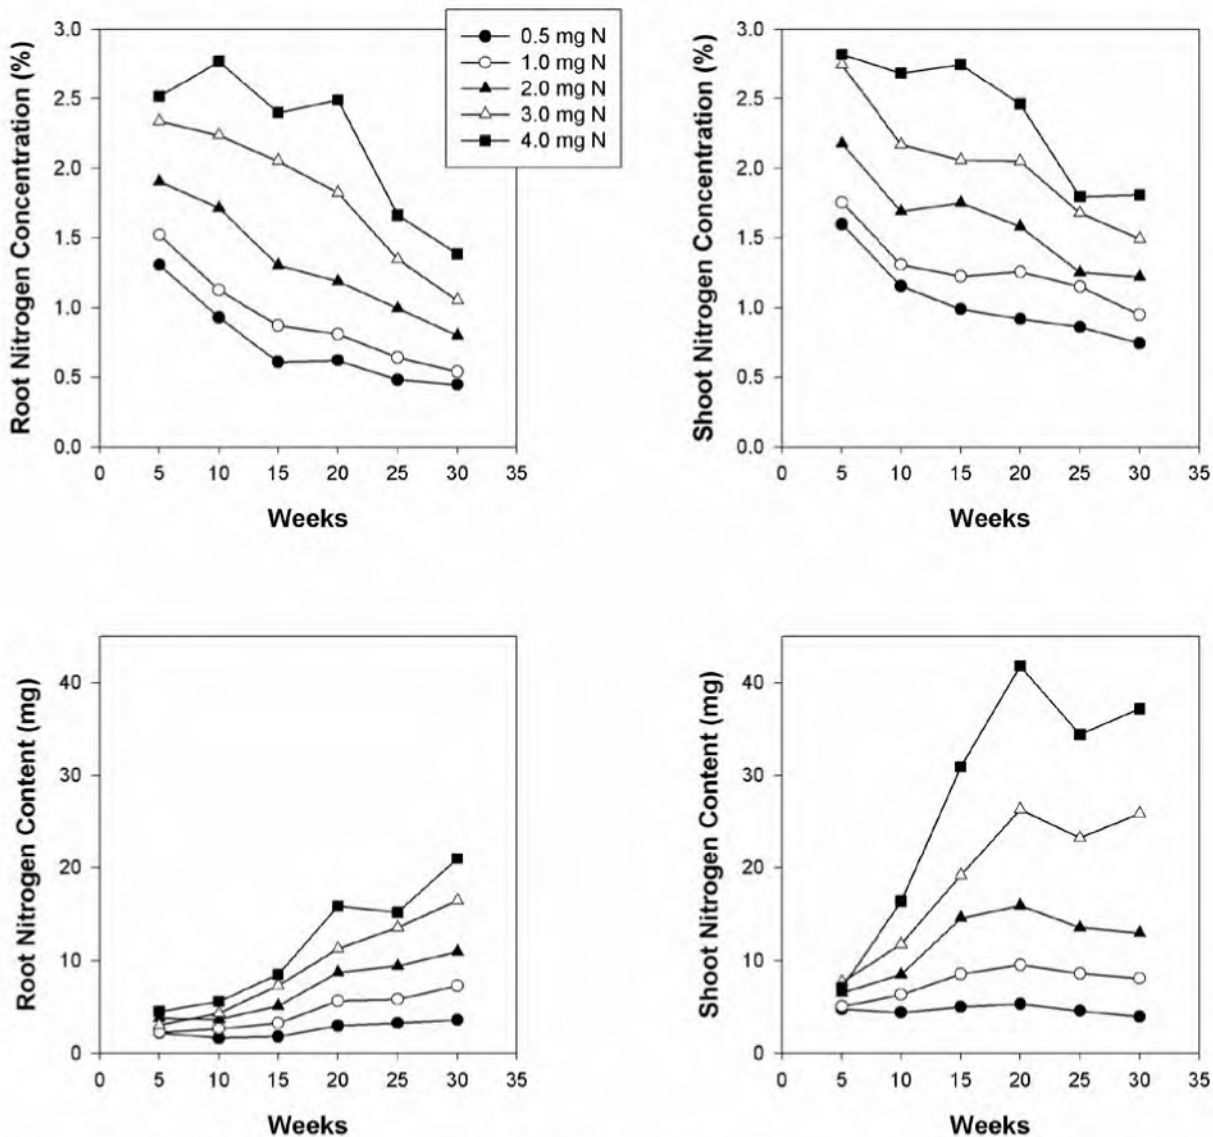 Root Nitrogen Concentration (%)
3.0
2.5
2.0
1.5
1.0
0.5
0.0
0 5 10 15 20 25 30 35
Weeks
0.5 mg N
1.0 mg N
2.0 mg N
3.0 mg N
4.0 mg N
Shoot Nitrogen Concentration (%)
3.0
2.5
2.0
1.5
1.0
0.5
0.0
0 5 10 15 20 25 30 35
Weeks
Root Nitrogen Content (mg)
40
30
20
10
0
0 5 10 15 20 25 30 35
Weeks
Shoot Nitrogen Content (mg)
40
30
20
10
0
0 5 10 15 20 25 30 35
Weeks